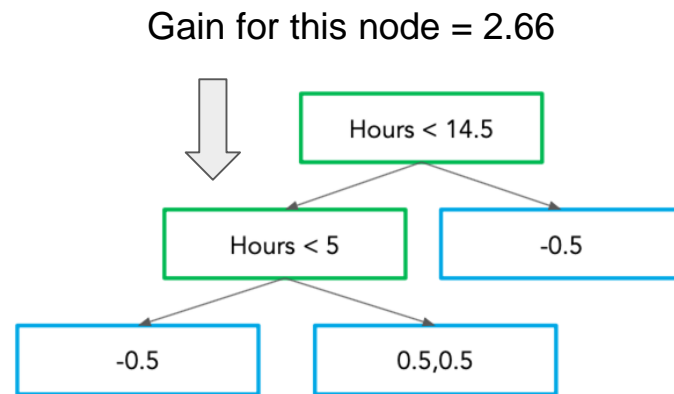 Gain for this node = 2.66
Hours < 14.5
Hours < 5
-0.5
-0.5
0.5,0.5